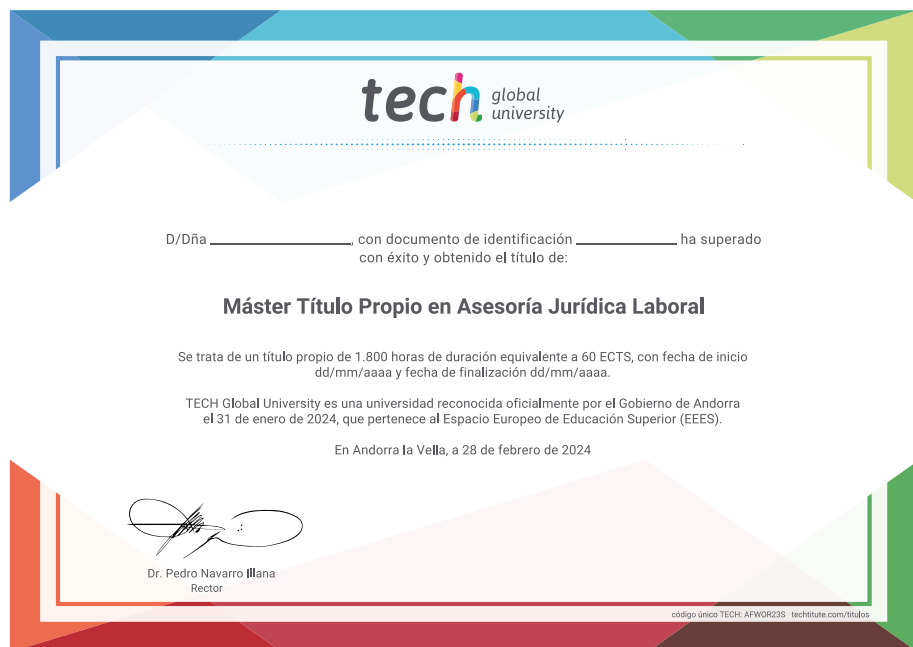 tech global university
D/Dña ____________________, con documento de identificación ______________ ha superado
con éxito y obtenido el título de:
Máster Título Propio en Asesoría Jurídica Laboral
Se trata de un título propio de 1.800 horas de duración equivalente a 60 ECTS, con fecha de inicio
dd/mm/aaaa y fecha de finalización dd/mm/aaaa.
TECH Global University es una universidad reconocida oficialmente por el Gobierno de Andorra
el 31 de enero de 2024, que pertenece al Espacio Europeo de Educación Superior (EEES).
En Andorra la Vella, a 28 de febrero de 2024
Dr. Pedro Navarro Illana
Rector
código único TECH: AFWOR23S techtitute.com/titulos